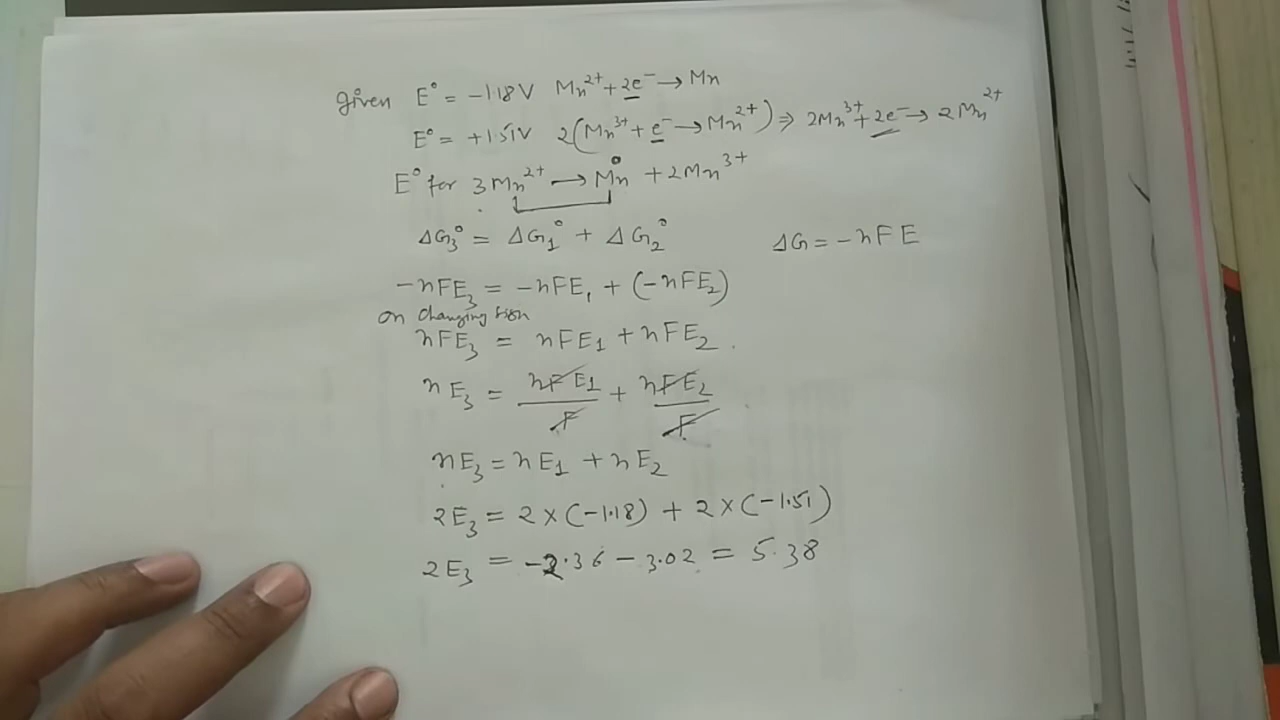 given E° = -1.18V Mn²⁺ + 2e⁻ → Mn
E° = +1.51V 2(Mn³⁺ + e⁻ → Mn²⁺) ⇒ 2Mn³⁺ + 2e⁻ → 2Mn²⁺
E° for 3Mn²⁺ → Mn° + 2Mn³⁺
ΔG₃° = ΔG₁° + ΔG₂° ΔG = -nFE
-nFE₃ = -nFE₁ + (-nFE₂)
on changing sign
nFE₃ = nFE₁ + nFE₂
nE₃ = nFE₁/F + nFE₂/F
nE₃ = nE₁ + nE₂
2E₃ = 2 × (-1.18) + 2 × (-1.51)
2E₃ = -2.36 - 3.02 = 5.38